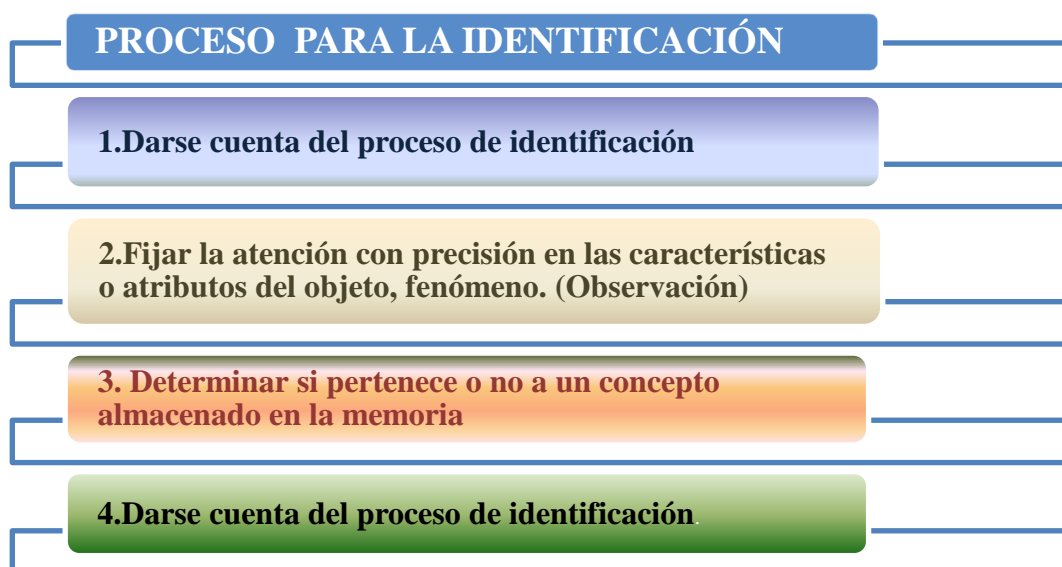 PROCESO  PARA LA IDENTIFICACIÓN
1.Darse cuenta del proceso de identificación
2.Fijar la atención con precisión en las características
o atributos del objeto, fenómeno. (Observación)
3. Determinar si pertenece o no a un concepto
almacenado en la memoria
4.Darse cuenta del proceso de identificación.